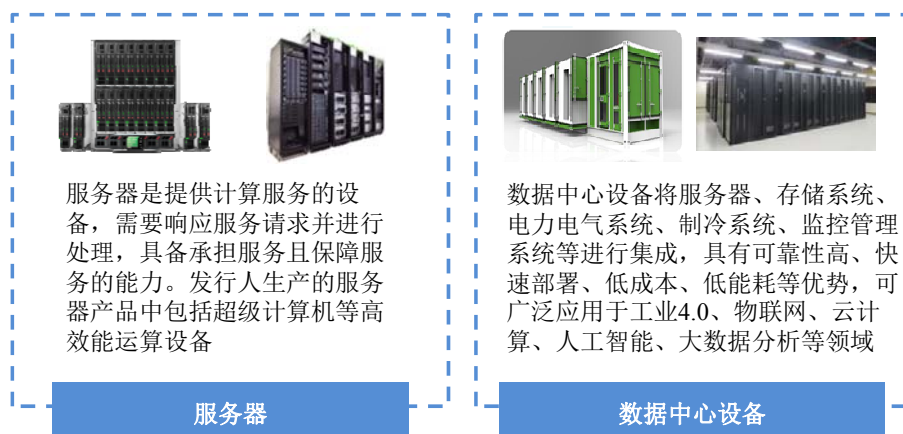 服务器是提供计算服务的设
备，需要响应服务请求并进行
处理，具备承担服务且保障服
务的能力。发行人生产的服务
器产品中包括超级计算机等高
效能运算设备
服务器
数据中心设备将服务器、存储系统、
电力电气系统、制冷系统、监控管理
系统等进行集成，具有可靠性高、快
速部署、低成本、低能耗等优势，可
广泛应用于工业4.0、物联网、云计
算、人工智能、大数据分析等领域
数据中心设备